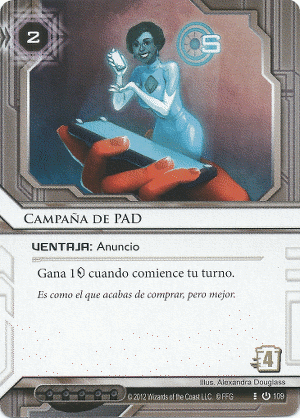 2
S
CAMPAÑA DE PAD
VENTAJA: Anuncio
Gana 1 cuando comience tu turno.
Es como el que acabas de comprar, pero mejor.
4
Illus. Alexandra Douglass
© 2012 Wizards of the Coast LLC. © FFG
109